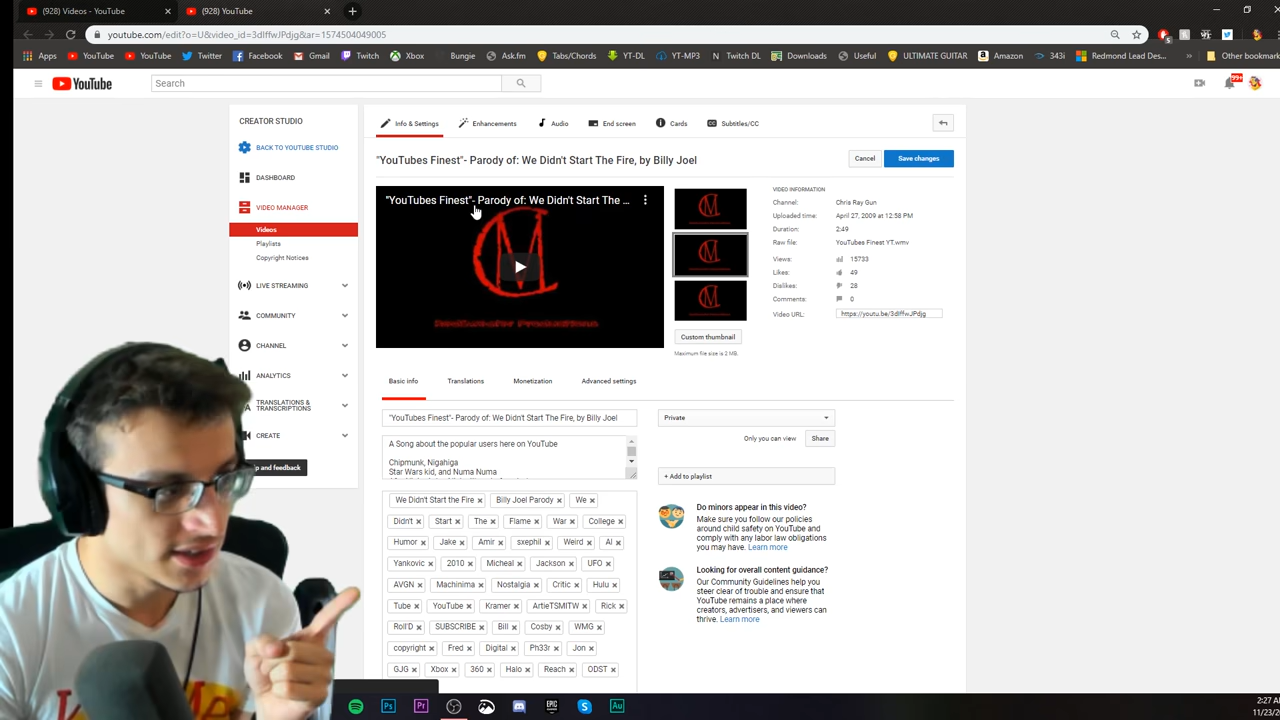 (928) Videos - YouTube
(928) YouTube
youtube.com/edit?o=U&video_id=3dIffwJPdjg&ar=1574504049005
Apps YouTube YouTube Twitter Facebook Gmail Twitch Xbox Bungie Ask.fm Tabs/Chords YT-DL YT-MP3 Twitch DL Downloads Useful ULTIMATE GUITAR Amazon 343i Redmond Lead Des... Other bookmark
YouTube
Search
99+
CREATOR STUDIO
BACK TO YOUTUBE STUDIO
DASHBOARD
VIDEO MANAGER
Videos
Playlists
Copyright Notices
LIVE STREAMING
COMMUNITY
CHANNEL
ANALYTICS
TRANSLATIONS &
TRANSCRIPTIONS
CREATE
p and feedback
Info & Settings Enhancements Audio End screen Cards Subtitles/CC
"YouTubes Finest"- Parody of: We Didn't Start The Fire, by Billy Joel
Cancel Save changes
"YouTubes Finest"- Parody of: We Didn't Start The ...
Custom thumbnail
Maximum file size is 2 MB.
VIDEO INFORMATION
Channel: Chris Ray Gun
Uploaded time: April 27, 2009 at 12:58 PM
Duration: 2:49
Raw file: YouTubes Finest YT.wmv
Views: 15733
Likes: 49
Dislikes: 28
Comments: 0
Video URL: https://youtu.be/3dIffwJPdjg
Basic info Translations Monetization Advanced settings
"YouTubes Finest"- Parody of: We Didn't Start The Fire, by Billy Joel
A Song about the popular users here on YouTube
Chipmunk, Nigahiga
Star Wars kid, and Numa Numa
We Didn't Start the Fire Billy Joel Parody We
Didn't Start The Flame War College
Humor Jake Amir sxephil Weird Al
Yankovic 2010 Micheal Jackson UFO
AVGN Machinima Nostalgia Critic Hulu
Tube YouTube Kramer ArtieTSMITW Rick
Roll'D SUBSCRIBE Bill Cosby WMG
copyright Fred Digital Ph33r Jon
GJG Xbox 360 Halo Reach ODST
Private
Only you can view Share
+ Add to playlist
Do minors appear in this video?
Make sure you follow our policies
around child safety on YouTube and
comply with any labor law obligations
you may have. Learn more
Looking for overall content guidance?
Our Community Guidelines help you
steer clear of trouble and ensure that
YouTube remains a place where
creators, advertisers, and viewers can
thrive. Learn more
Ps Pr EPIC GAMES Au
2:27
11/23/2